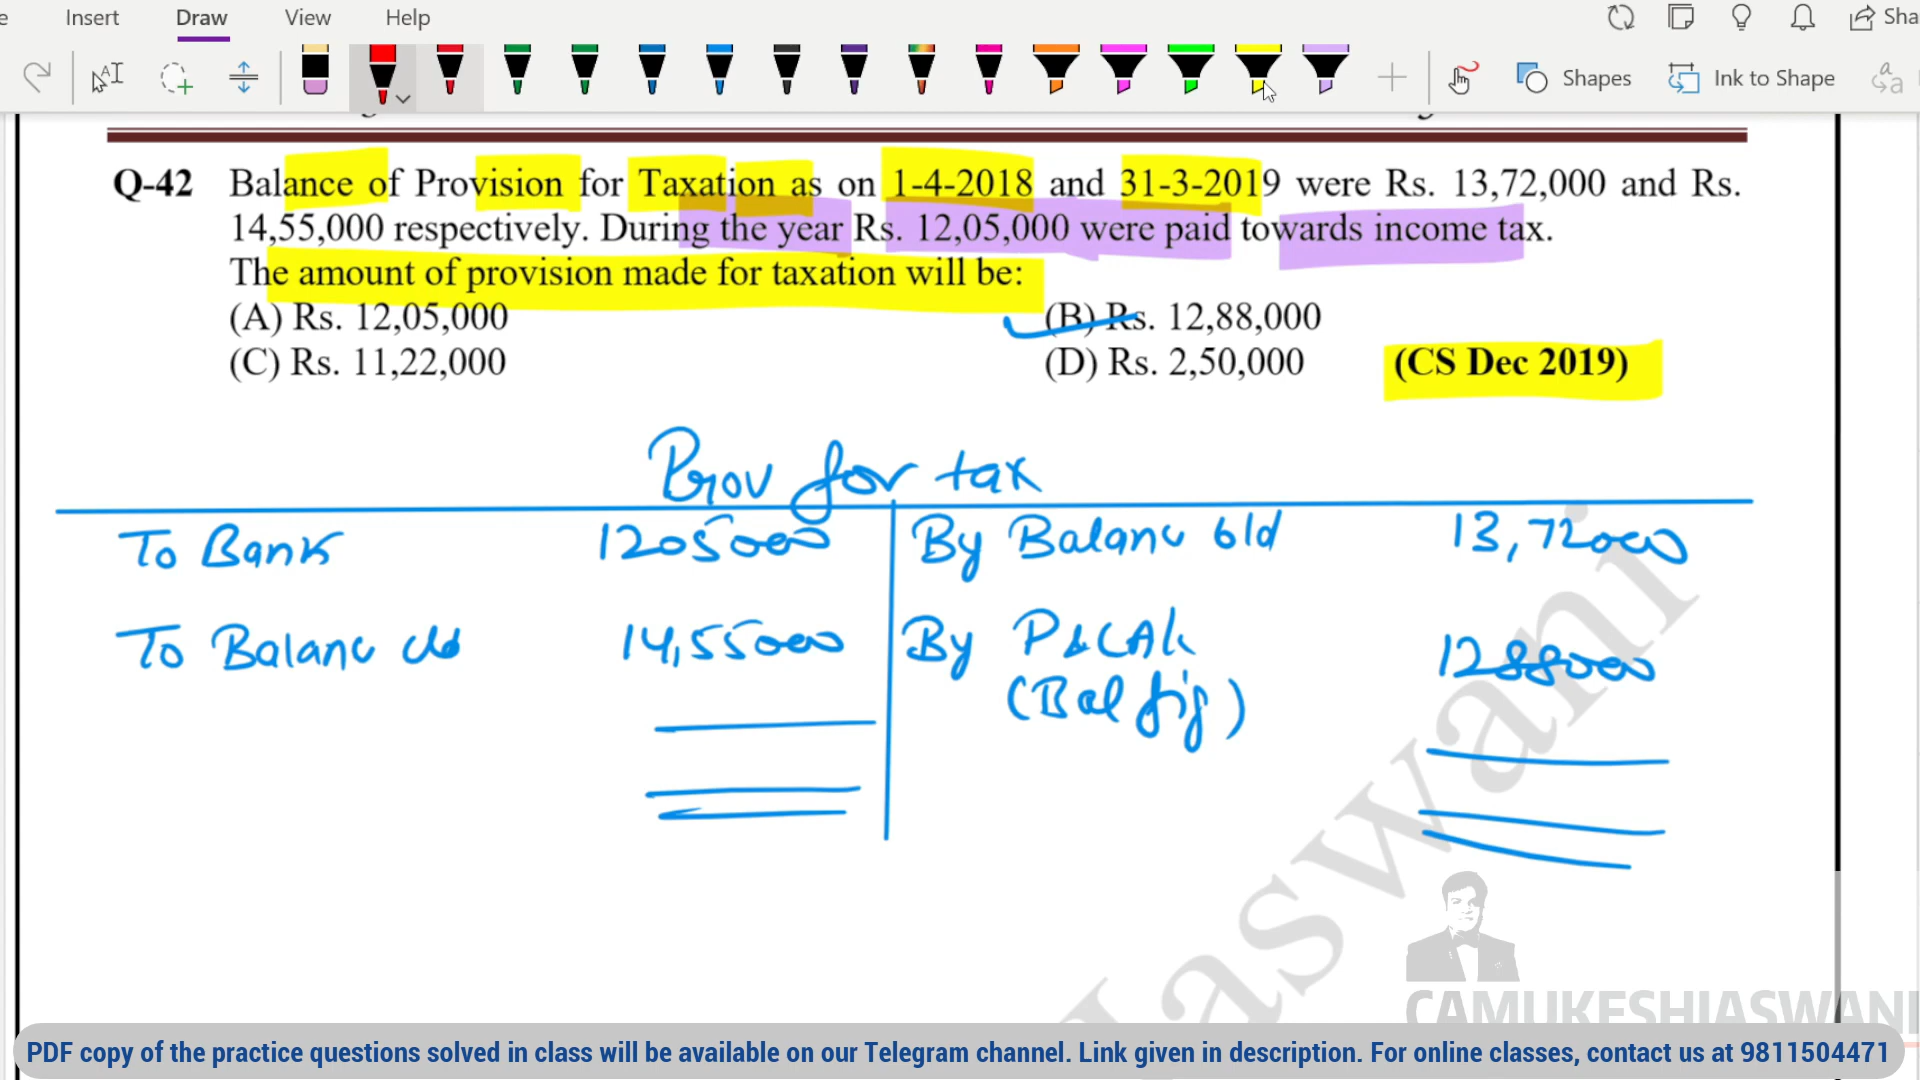 Insert Draw View Help Sha
Shapes Ink to Shape
Q-42 Balance of Provision for Taxation as on 1-4-2018 and 31-3-2019 were Rs. 13,72,000 and Rs.
14,55,000 respectively. During the year Rs. 12,05,000 were paid towards income tax.
The amount of provision made for taxation will be:
(A) Rs. 12,05,000 (B) Rs. 12,88,000
(C) Rs. 11,22,000 (D) Rs. 2,50,000 (CS Dec 2019)
Prov for tax
To Bank 1205000 By Balanc b/d 13,72000
To Balanc c/d 14,55000 By P&L A/c 1288000
(Bal fig)
Jaswani
CAMUKESHJASWANI
PDF copy of the practice questions solved in class will be available on our Telegram channel. Link given in description. For online classes, contact us at 9811504471